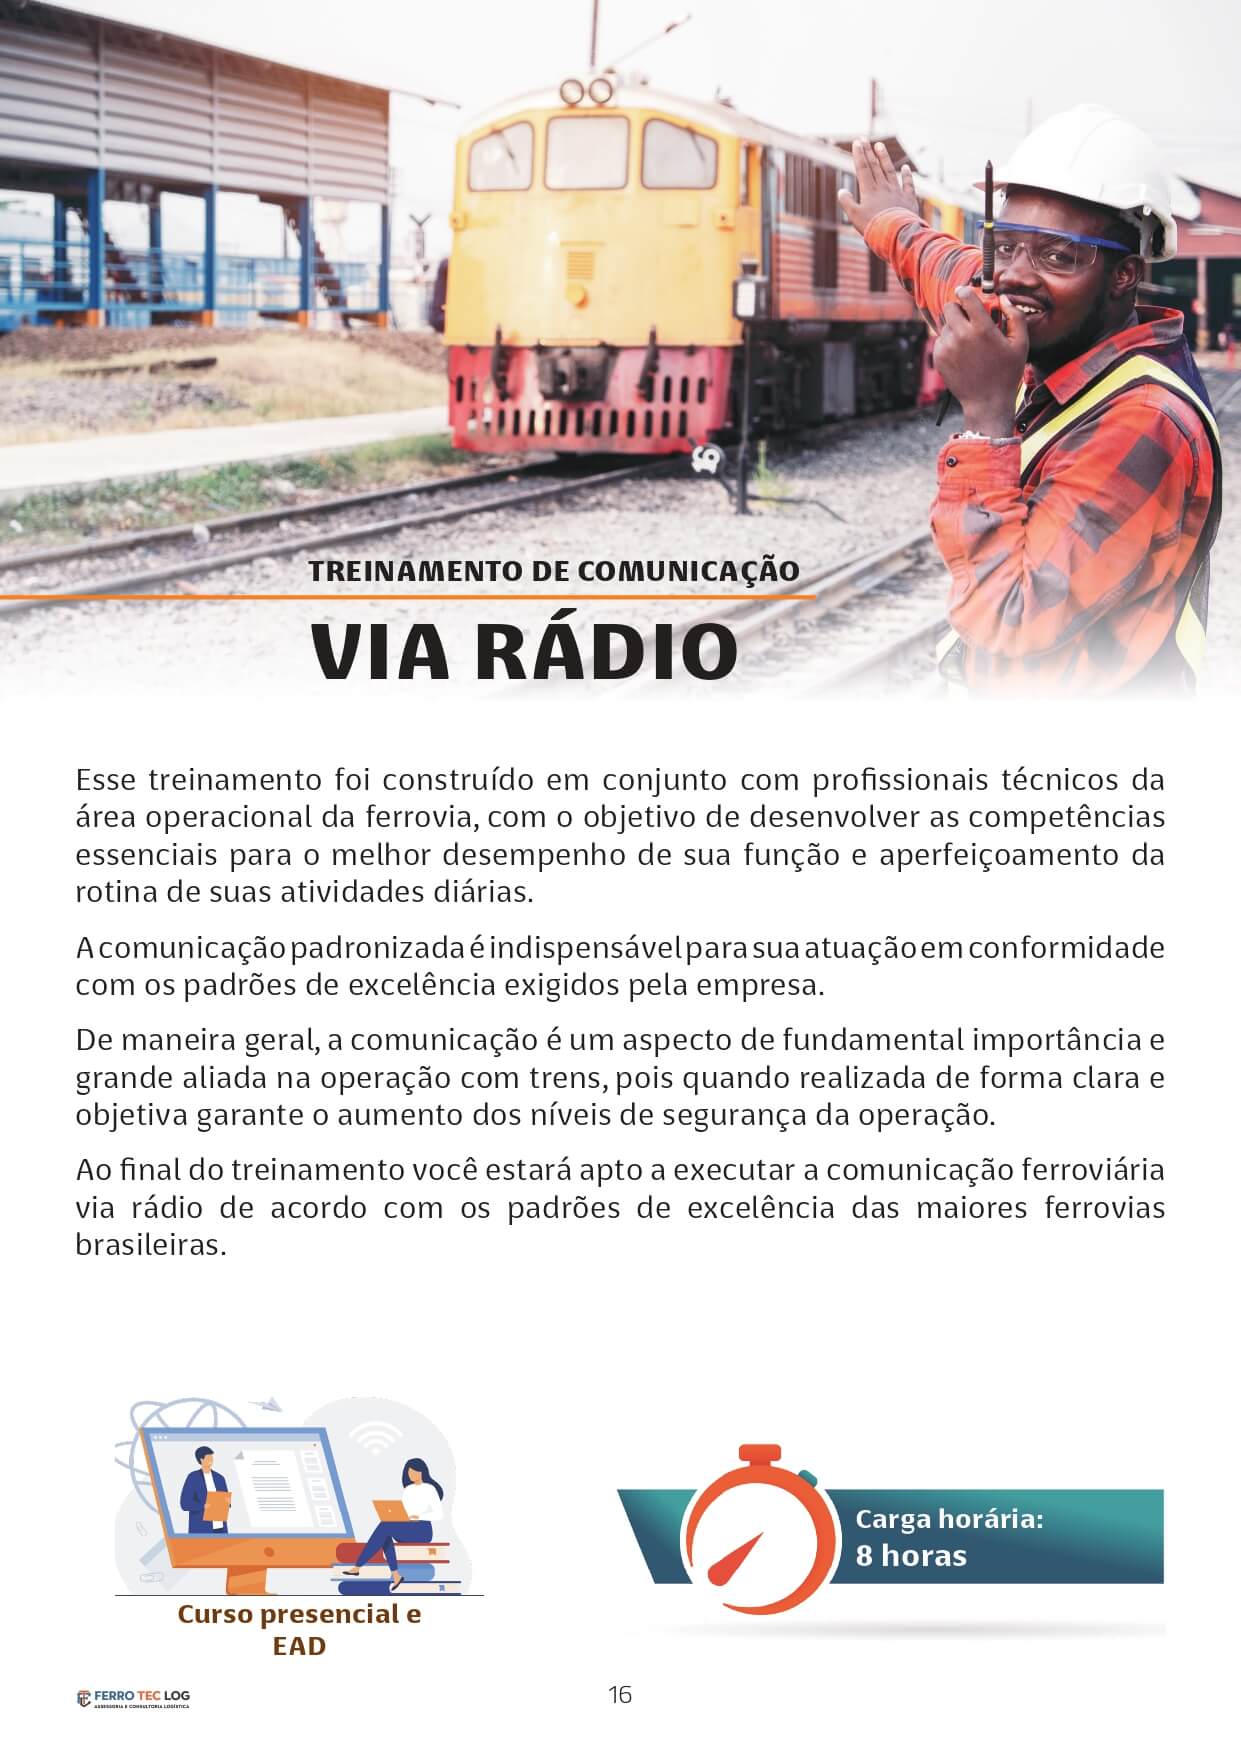 TREINAMENTO DE COMUNICAÇÃO
VIA RÁDIO
Esse treinamento foi construído em conjunto com profissionais técnicos da
área operacional da ferrovia, com o objetivo de desenvolver as competências
essenciais para o melhor desempenho de sua função e aperfeiçoamento da
rotina de suas atividades diárias.
A comunicação padronizada é indispensável para sua atuação em conformidade
com os padrões de excelência exigidos pela empresa.
De maneira geral, a comunicação é um aspecto de fundamental importância e
grande aliada na operação com trens, pois quando realizada de forma clara e
objetiva garante o aumento dos níveis de segurança da operação.
Ao final do treinamento você estará apto a executar a comunicação ferroviária
via rádio de acordo com os padrões de excelência das maiores ferrovias
brasileiras.
Curso presencial e
EAD
Carga horária:
8 horas
FERRO TEC LOG
ASSESSORIA E CONSULTORIA LOGÍSTICA
16